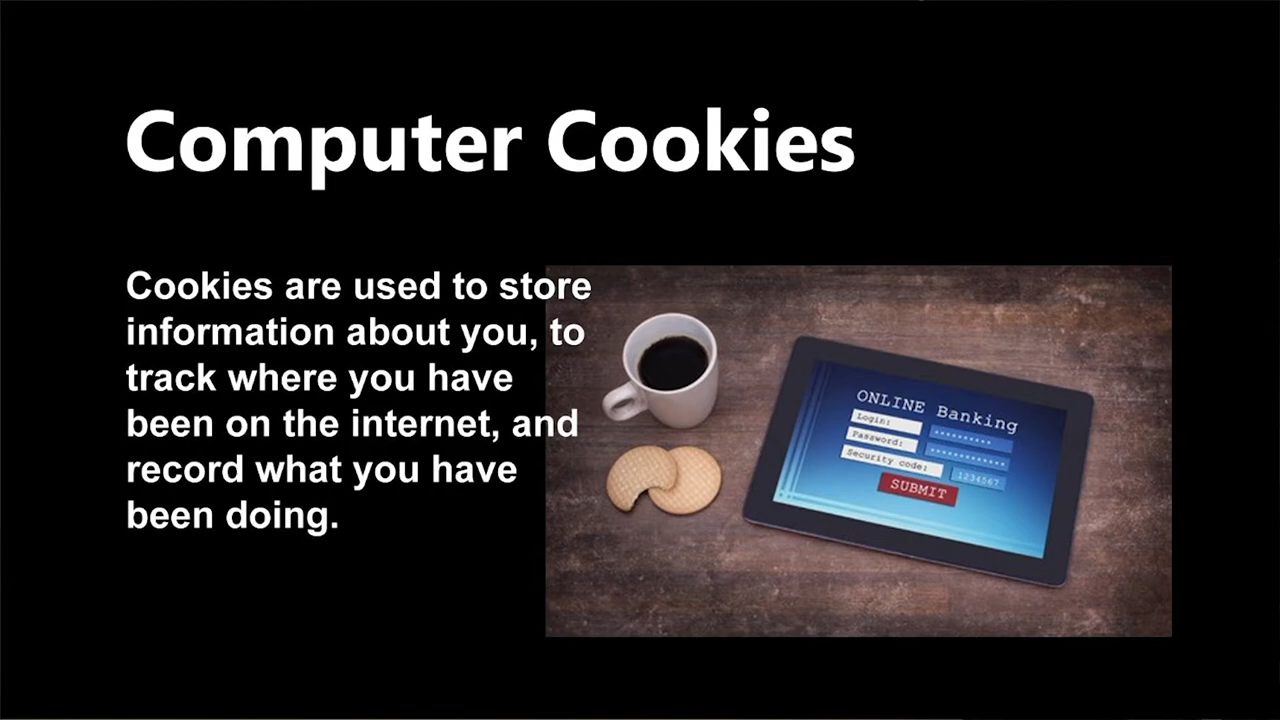 Computer Cookies
Cookies are used to store
information about you, to
track where you have
been on the internet, and
record what you have
been doing.
ONLINE Banking
Login:
**********
Password:
*************
Security code:
1234567
SUBMIT